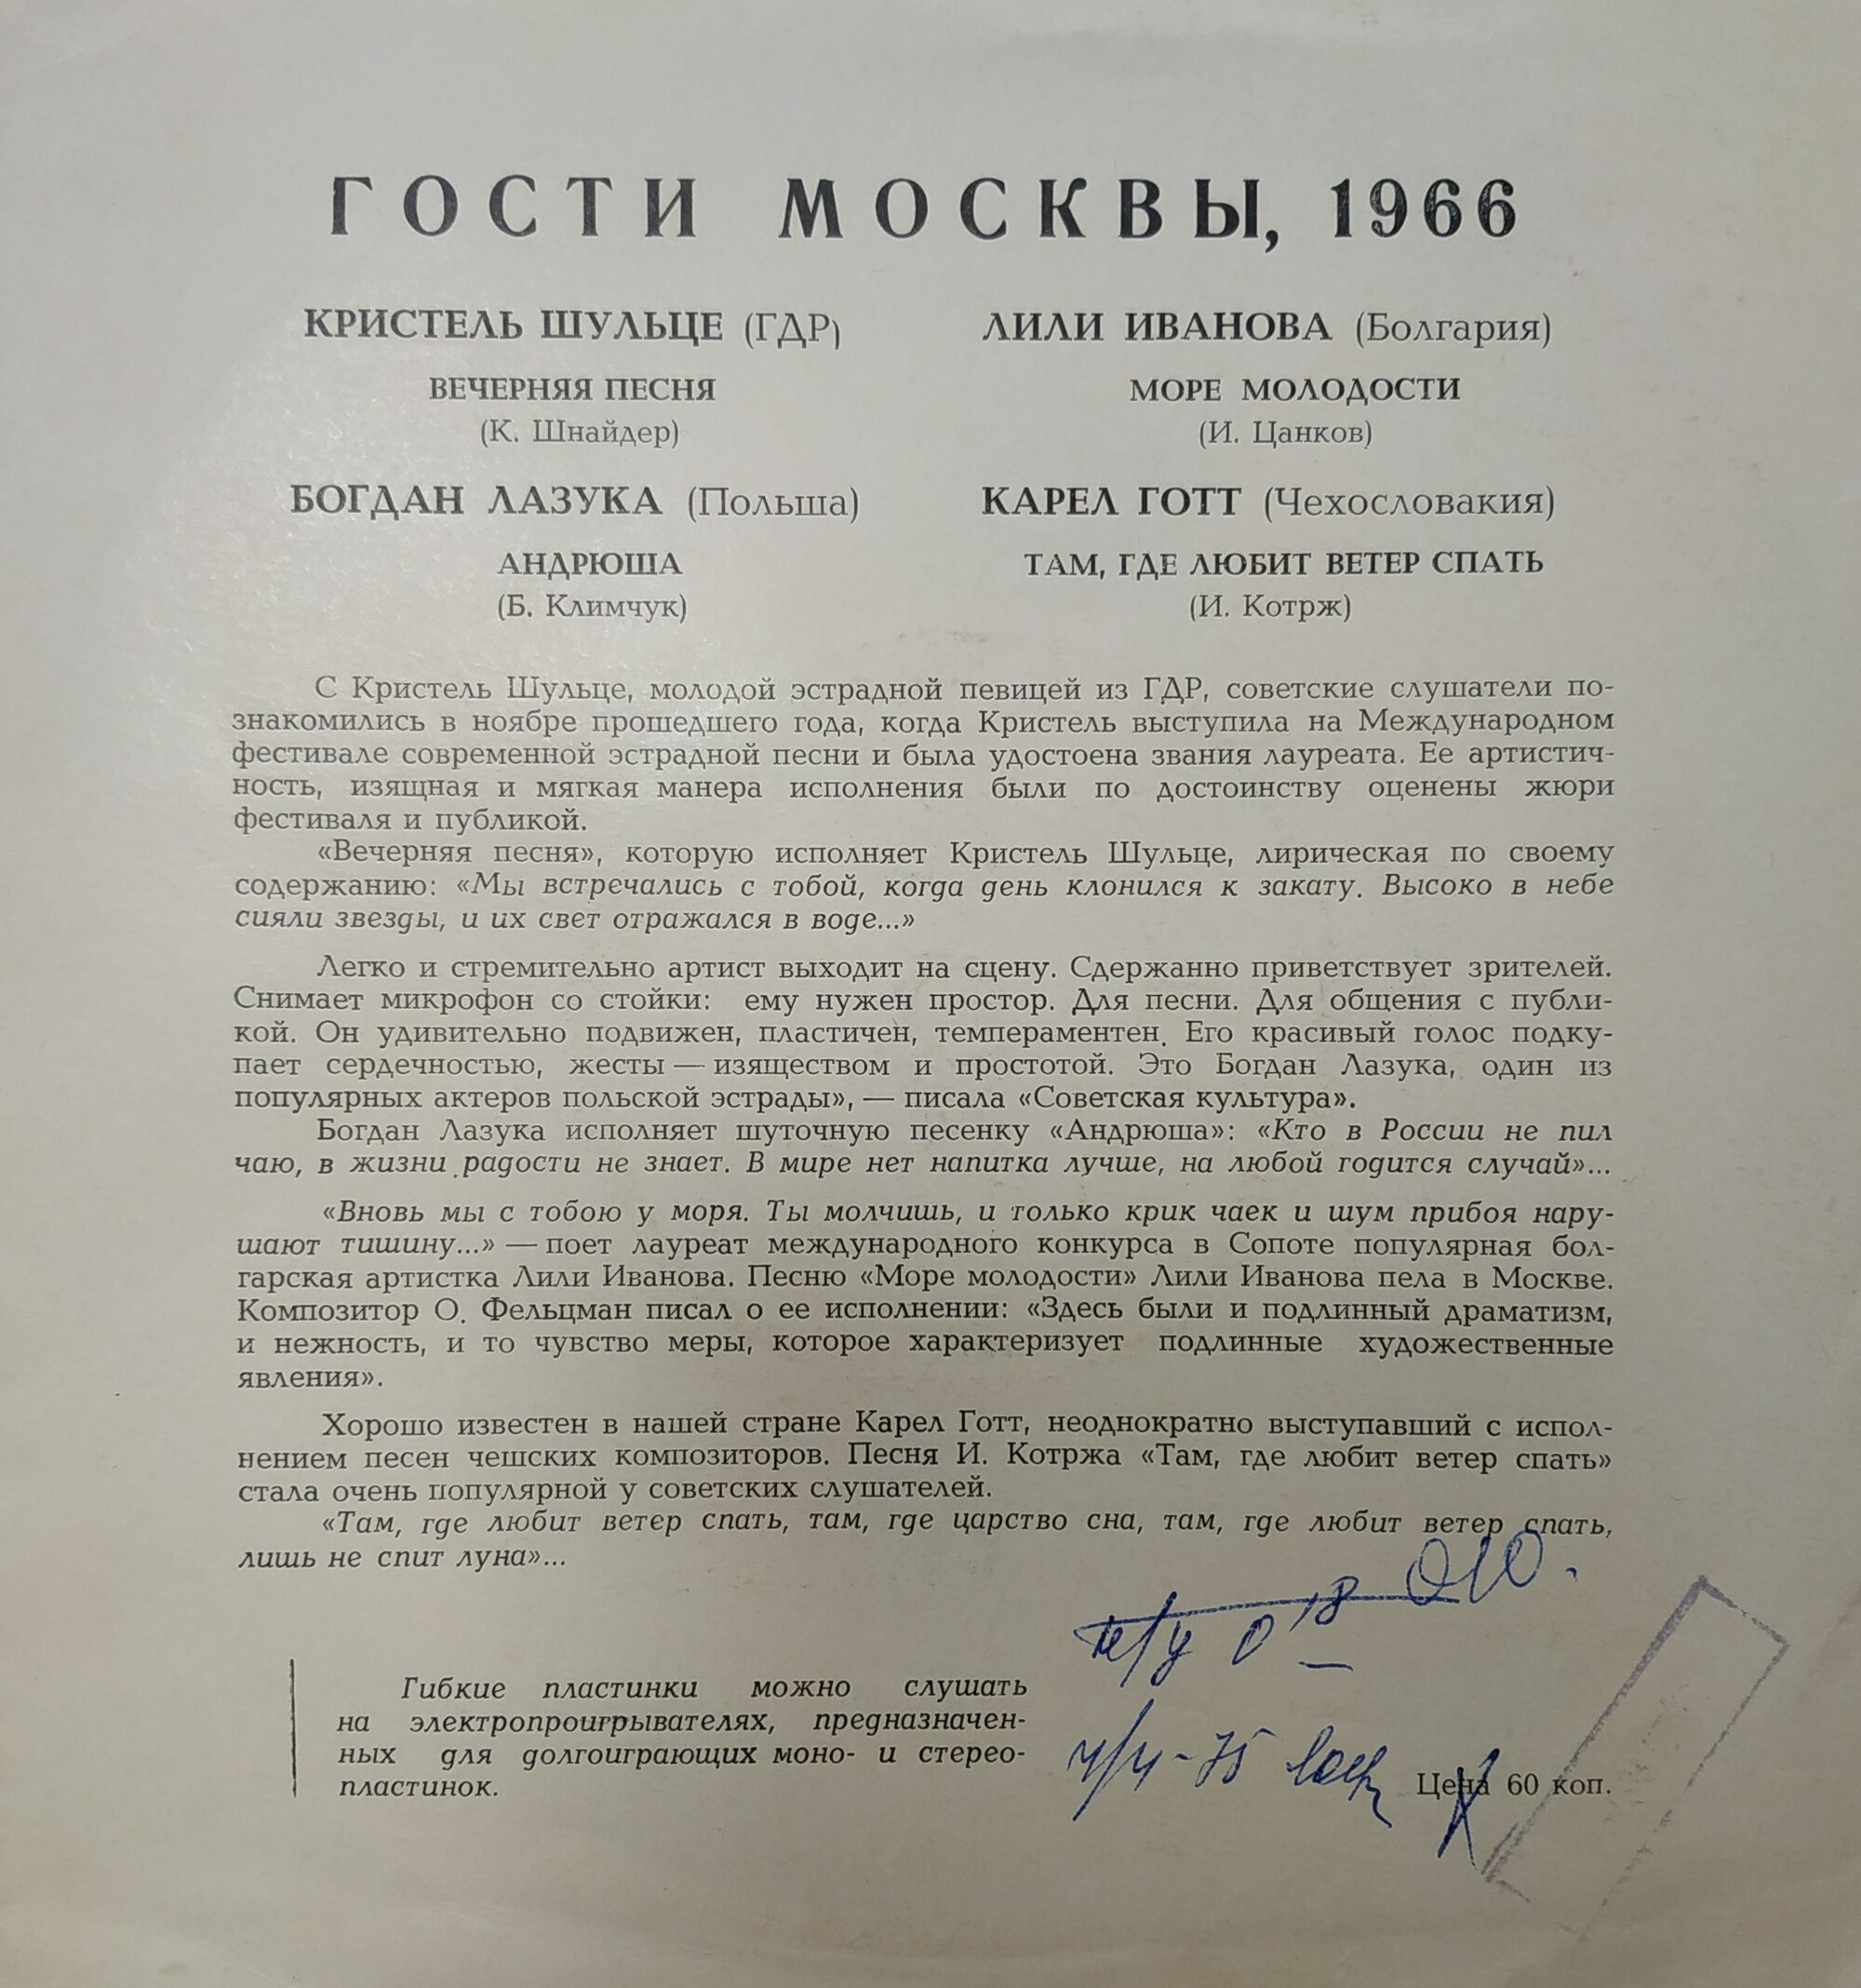 ГОСТИ МОСКВЫ, 1966
КРИСТЕЛЬ ШУЛЬЦЕ (ГДР)
ВЕЧЕРНЯЯ ПЕСНЯ
(К. Шнайдер)
ЛИЛИ ИВАНОВА (Болгария)
МОРЕ МОЛОДОСТИ
(И. Цанков)
БОГДАН ЛАЗУКА (Польша)
АНДРЮША
(Б. Климчук)
КАРЕЛ ГОТТ (Чехословакия)
ТАМ, ГДЕ ЛЮБИТ ВЕТЕР СПАТЬ
(И. Котрж)
С Кристель Шульце, молодой эстрадной певицей из ГДР, советские слушатели по-
знакомились в ноябре прошедшего года, когда Кристель выступила на Международном
фестивале современной эстрадной песни и была удостоена звания лауреата. Ее артистич-
ность, изящная и мягкая манера исполнения были по достоинству оценены жюри
фестиваля и публикой.
«Вечерняя песня», которую исполняет Кристель Шульце, лирическая по своему
содержанию: «Мы встречались с тобой, когда день клонился к закату. Высоко в небе
сияли звезды, и их свет отражался в воде...»
Легко и стремительно артист выходит на сцену. Сдержанно приветствует зрителей.
Снимает микрофон со стойки: ему нужен простор. Для песни. Для общения с публи-
кой. Он удивительно подвижен, пластичен, темпераментен. Его красивый голос подку-
пает сердечностью, жесты — изяществом и простотой. Это Богдан Лазука, один из
популярных актеров польской эстрады», — писала «Советская культура».
Богдан Лазука исполняет шуточную песенку «Андрюша»: «Кто в России не пил
чаю, в жизни радости не знает. В мире нет напитка лучше, на любой годится случай»...
«Вновь мы с тобою у моря. Ты молчишь, и только крик чаек и шум прибоя нару-
шают тишину...» — поет лауреат международного конкурса в Сопоте популярная бол-
гарская артистка Лили Иванова. Песню «Море молодости» Лили Иванова пела в Москве.
Композитор О. Фельцман писал о ее исполнении: «Здесь были и подлинный драматизм,
и нежность, и то чувство меры, которое характеризует подлинные художественные
явления».
Хорошо известен в нашей стране Карел Готт, неоднократно выступавший с испол-
нением песен чешских композиторов. Песня И. Котржа «Там, где любит ветер спать»
стала очень популярной у советских слушателей.
«Там, где любит ветер спать, там, где царство сна, там, где любит ветер спать,
лишь не спит луна»...
Гибкие пластинки можно слушать
на электропроигрывателях, предназначен-
ных для долгоиграющих моно- и стерео-
пластинок.
Цена 60 коп.